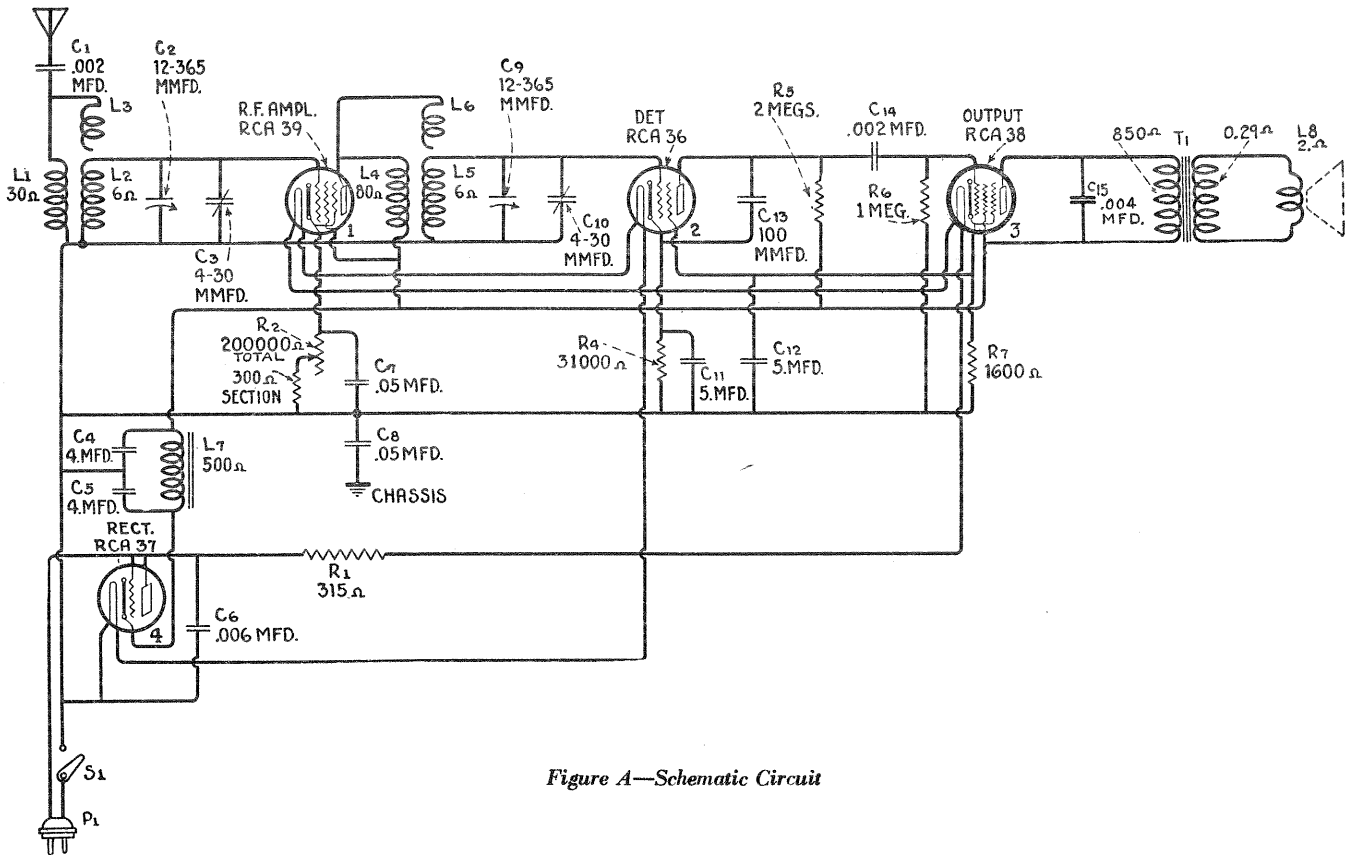 C1
.002
MFD.
C2
12-365
MMFD.
L3
R.F. AMPL.
RCA 39
L6
C9
12-365
MMFD.
DET
RCA 36
R5
2 MEGS.
C14
.002 MFD.
OUTPUT
RCA 38
850Ω
T1
0.29Ω
L8
2.Ω
L1
30Ω
L2
6Ω
L4
80Ω
L5
6Ω
R6
1 MEG.
C15
.004
MFD.
1
2
3
C3
4-30
MMFD.
C10
4-30
MMFD.
C13
100
MMFD.
R2
200000Ω
TOTAL
300Ω
SECTION
C7
.05 MFD.
R4
31000Ω
C11
5.MFD.
C12
5.MFD.
R7
1600Ω
C4
4.MFD.
L7
500Ω
C8
.05MFD.
C5
4.MFD.
CHASSIS
RECT.
RCA 37
R1
315Ω
4
C6
.006 MFD.
S1
P1
Figure A—Schematic Circuit